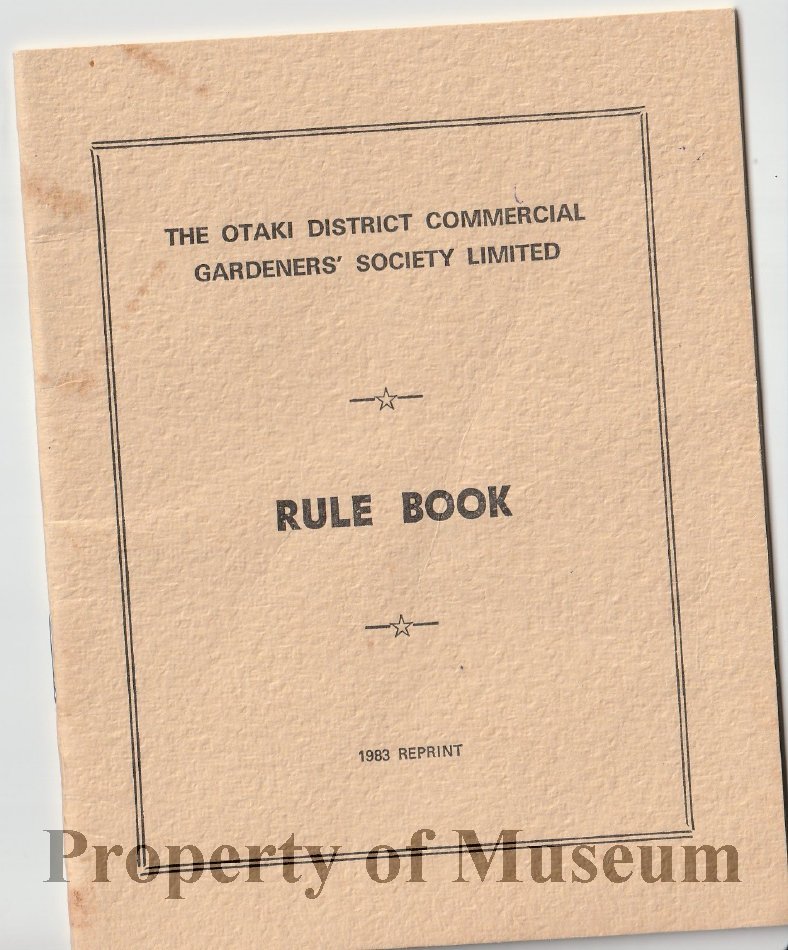 THE OTAKI DISTRICT COMMERCIAL
GARDENERS' SOCIETY LIMITED
RULE BOOK
1983 REPRINT
Property of Museum